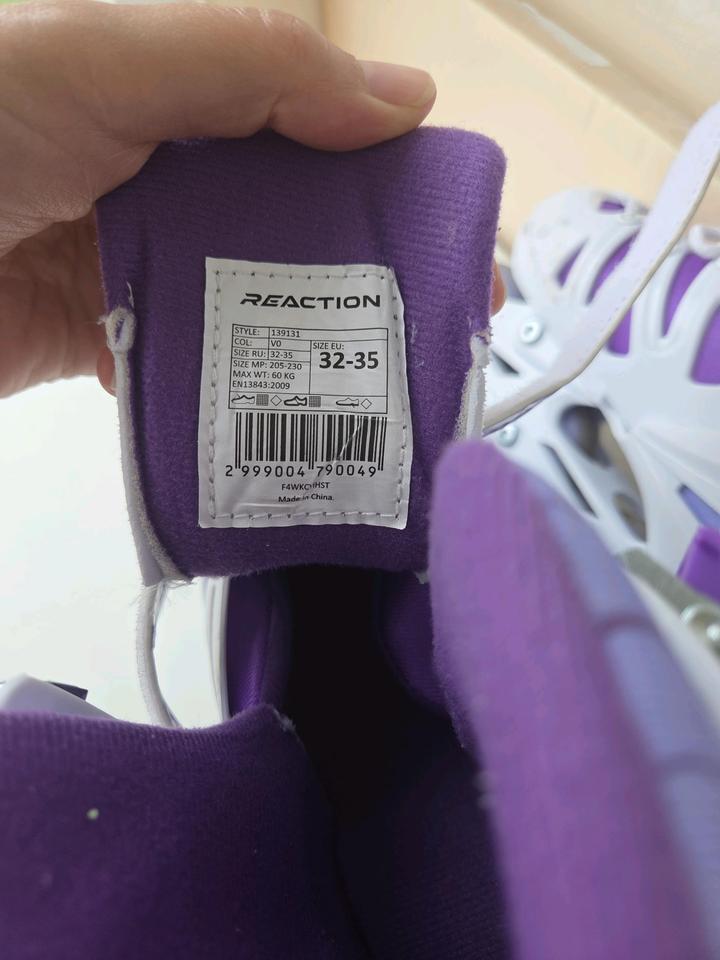 REACTION
STYLE: 139131
COL: V0
SIZE RU: 32-35
SIZE MP: 205-230
MAX WT: 60 KG
EN13843:2009
SIZE EU:
32-35
2 999004 790049
Made in China.